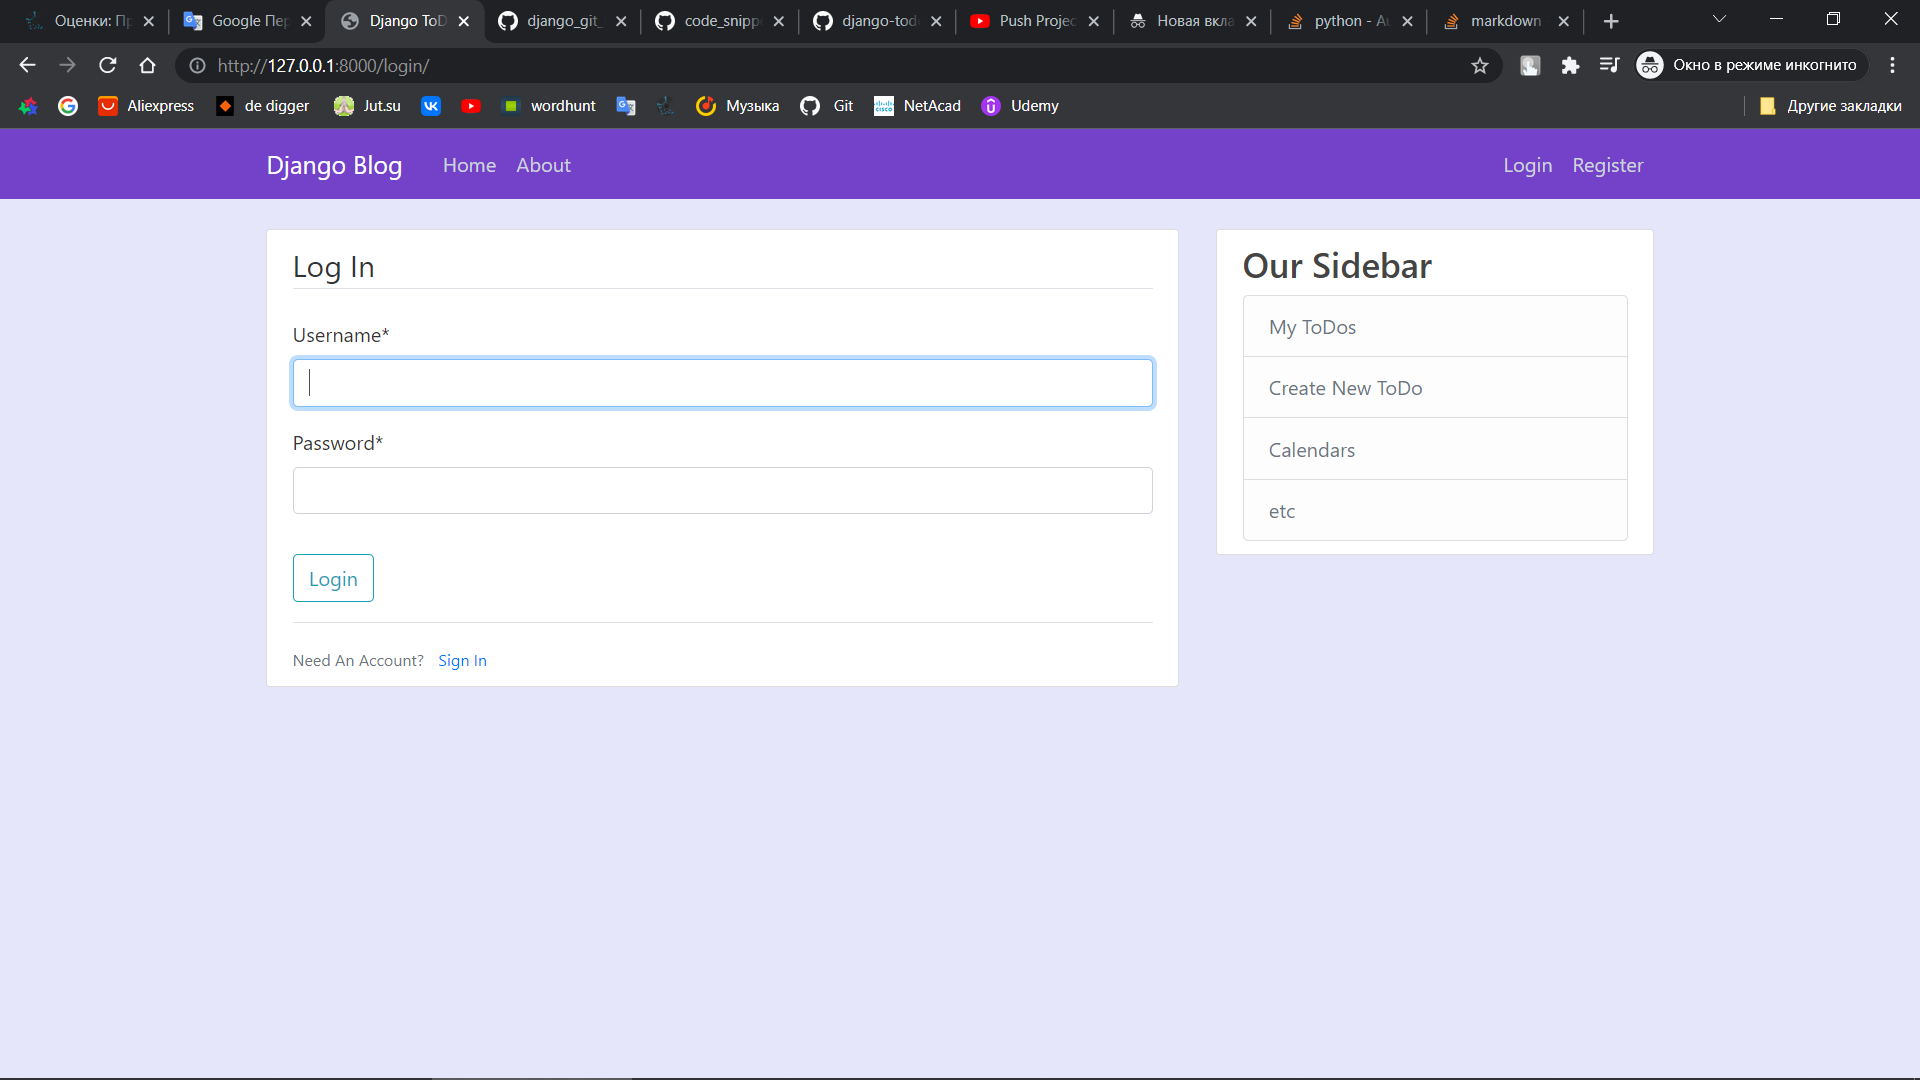 Оценки: П
Google Пер
Django ToD
django_git_
code_snipp
django-tod
Push Projec
Новая вкла
python - A
markdown
http://127.0.0.1:8000/login/
Окно в режиме инкогнито
Aliexpress
de digger
Jut.su
wordhunt
Музыка
Git
NetAcad
Udemy
Другие закладки
Django Blog
Home
About
Login
Register
Log In
Username*
Password*
Login
Need An Account? Sign In
Our Sidebar
My ToDos
Create New ToDo
Calendars
etc